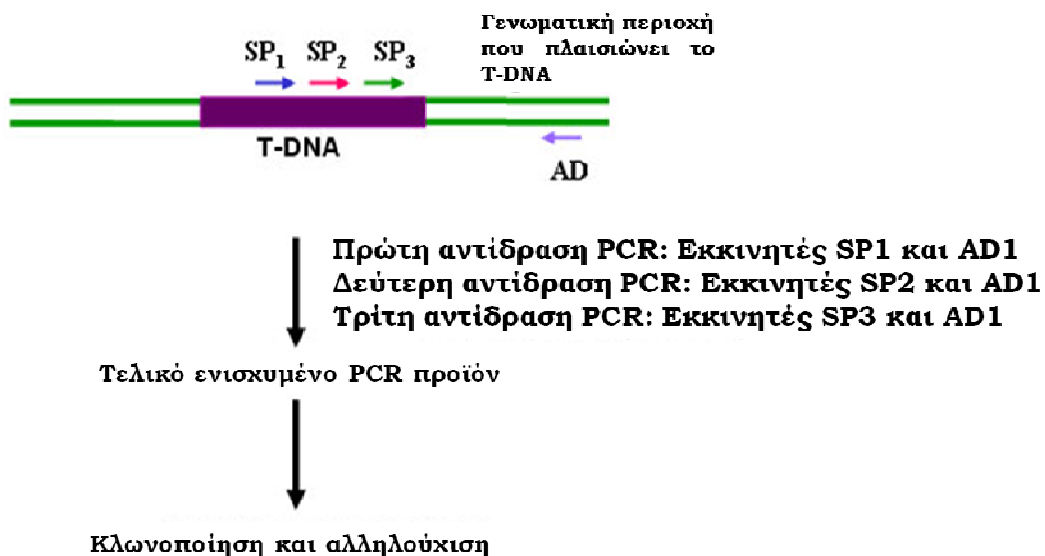 Γενωματική περιοχή
που πλαισιώνει το
T-DNA
SP1 SP2 SP3
T-DNA
AD
Πρώτη αντίδραση PCR: Εκκινητές SP1 και AD1
Δεύτερη αντίδραση PCR: Εκκινητές SP2 και AD1
Τρίτη αντίδραση PCR: Εκκινητές SP3 και AD1
Τελικό ενισχυμένο PCR προϊόν
Κλωνοποίηση και αλληλούχιση